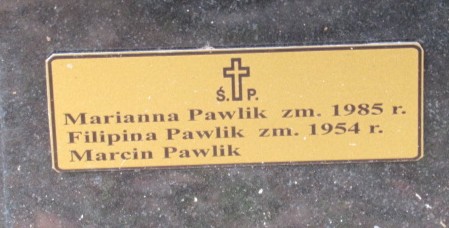 Ś. P.
Marianna Pawlik zm. 1985 r.
Filipina Pawlik zm. 1954 r.
Marcin Pawlik